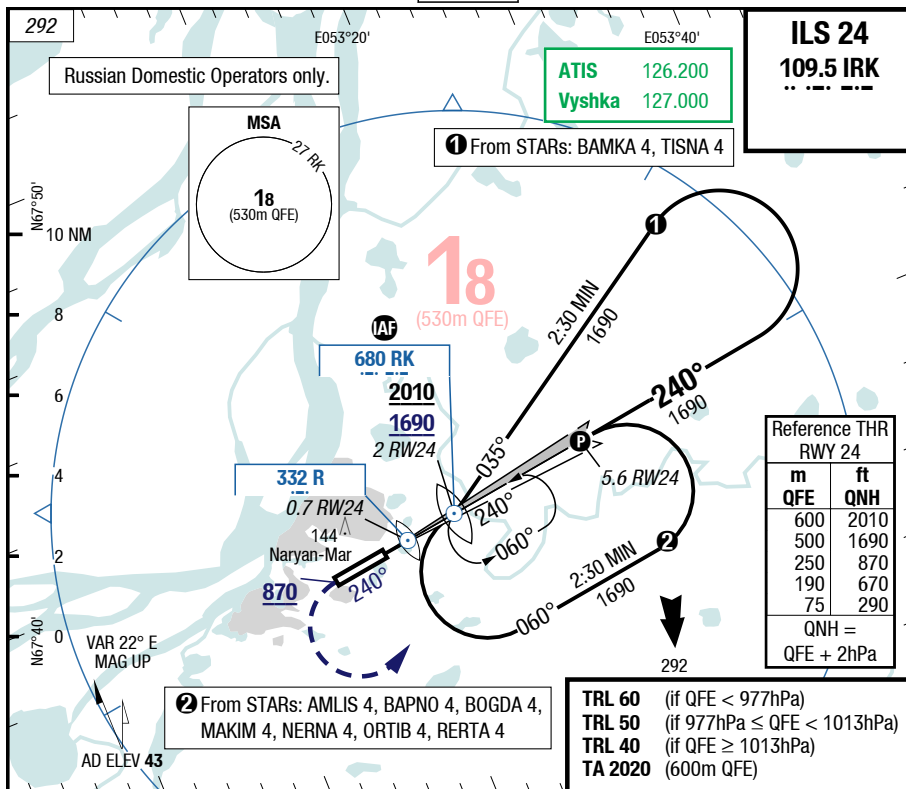 292
E053°20'
E053°40'
ILS 24
109.5 IRK
Russian Domestic Operators only.
ATIS 126.200
Vyshka 127.000
MSA
27 RK
18
(530m QFE)
1 From STARs: BAMKA 4, TISNA 4
N67°50'
10 NM
8
6
4
2
0
N67°40'
18
(530m QFE)
1
2:30 MIN
1690
IAF
680 RK
2010
1690
2 RW24
035°
240°
1690
P
5.6 RW24
332 R
0.7 RW24
144
Naryan-Mar
240°
060°
870
240°
2
2:30 MIN
060°
1690
292
Reference THR
RWY 24
m ft
QFE QNH
600 2010
500 1690
250 870
190 670
75 290
QNH =
QFE + 2hPa
VAR 22° E
MAG UP
AD ELEV 43
2 From STARs: AMLIS 4, BAPNO 4, BOGDA 4,
MAKIM 4, NERNA 4, ORTIB 4, RERTA 4
TRL 60 (if QFE < 977hPa)
TRL 50 (if 977hPa ≤ QFE < 1013hPa)
TRL 40 (if QFE ≥ 1013hPa)
TA 2020 (600m QFE)